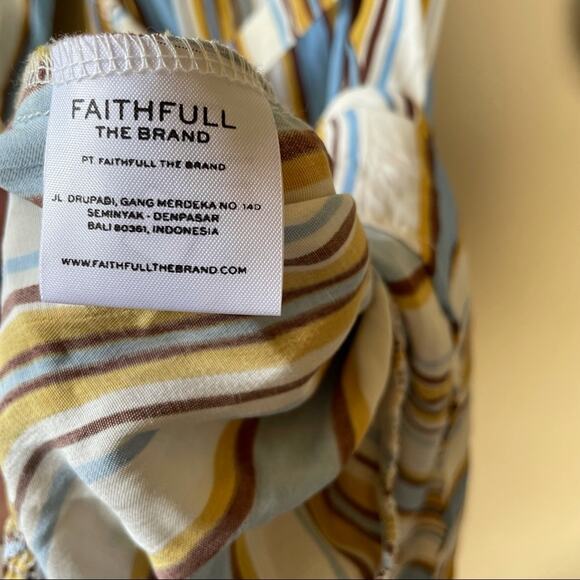 FAITHFULL
THE BRAND
PT. FAITHFULL THE BRAND
JL DRUPADI, GANG MERDEKA NO. 14D
SEMINYAK - DENPASAR
BALI 80361, INDONESIA
WWW.FAITHFULLTHEBRAND.COM